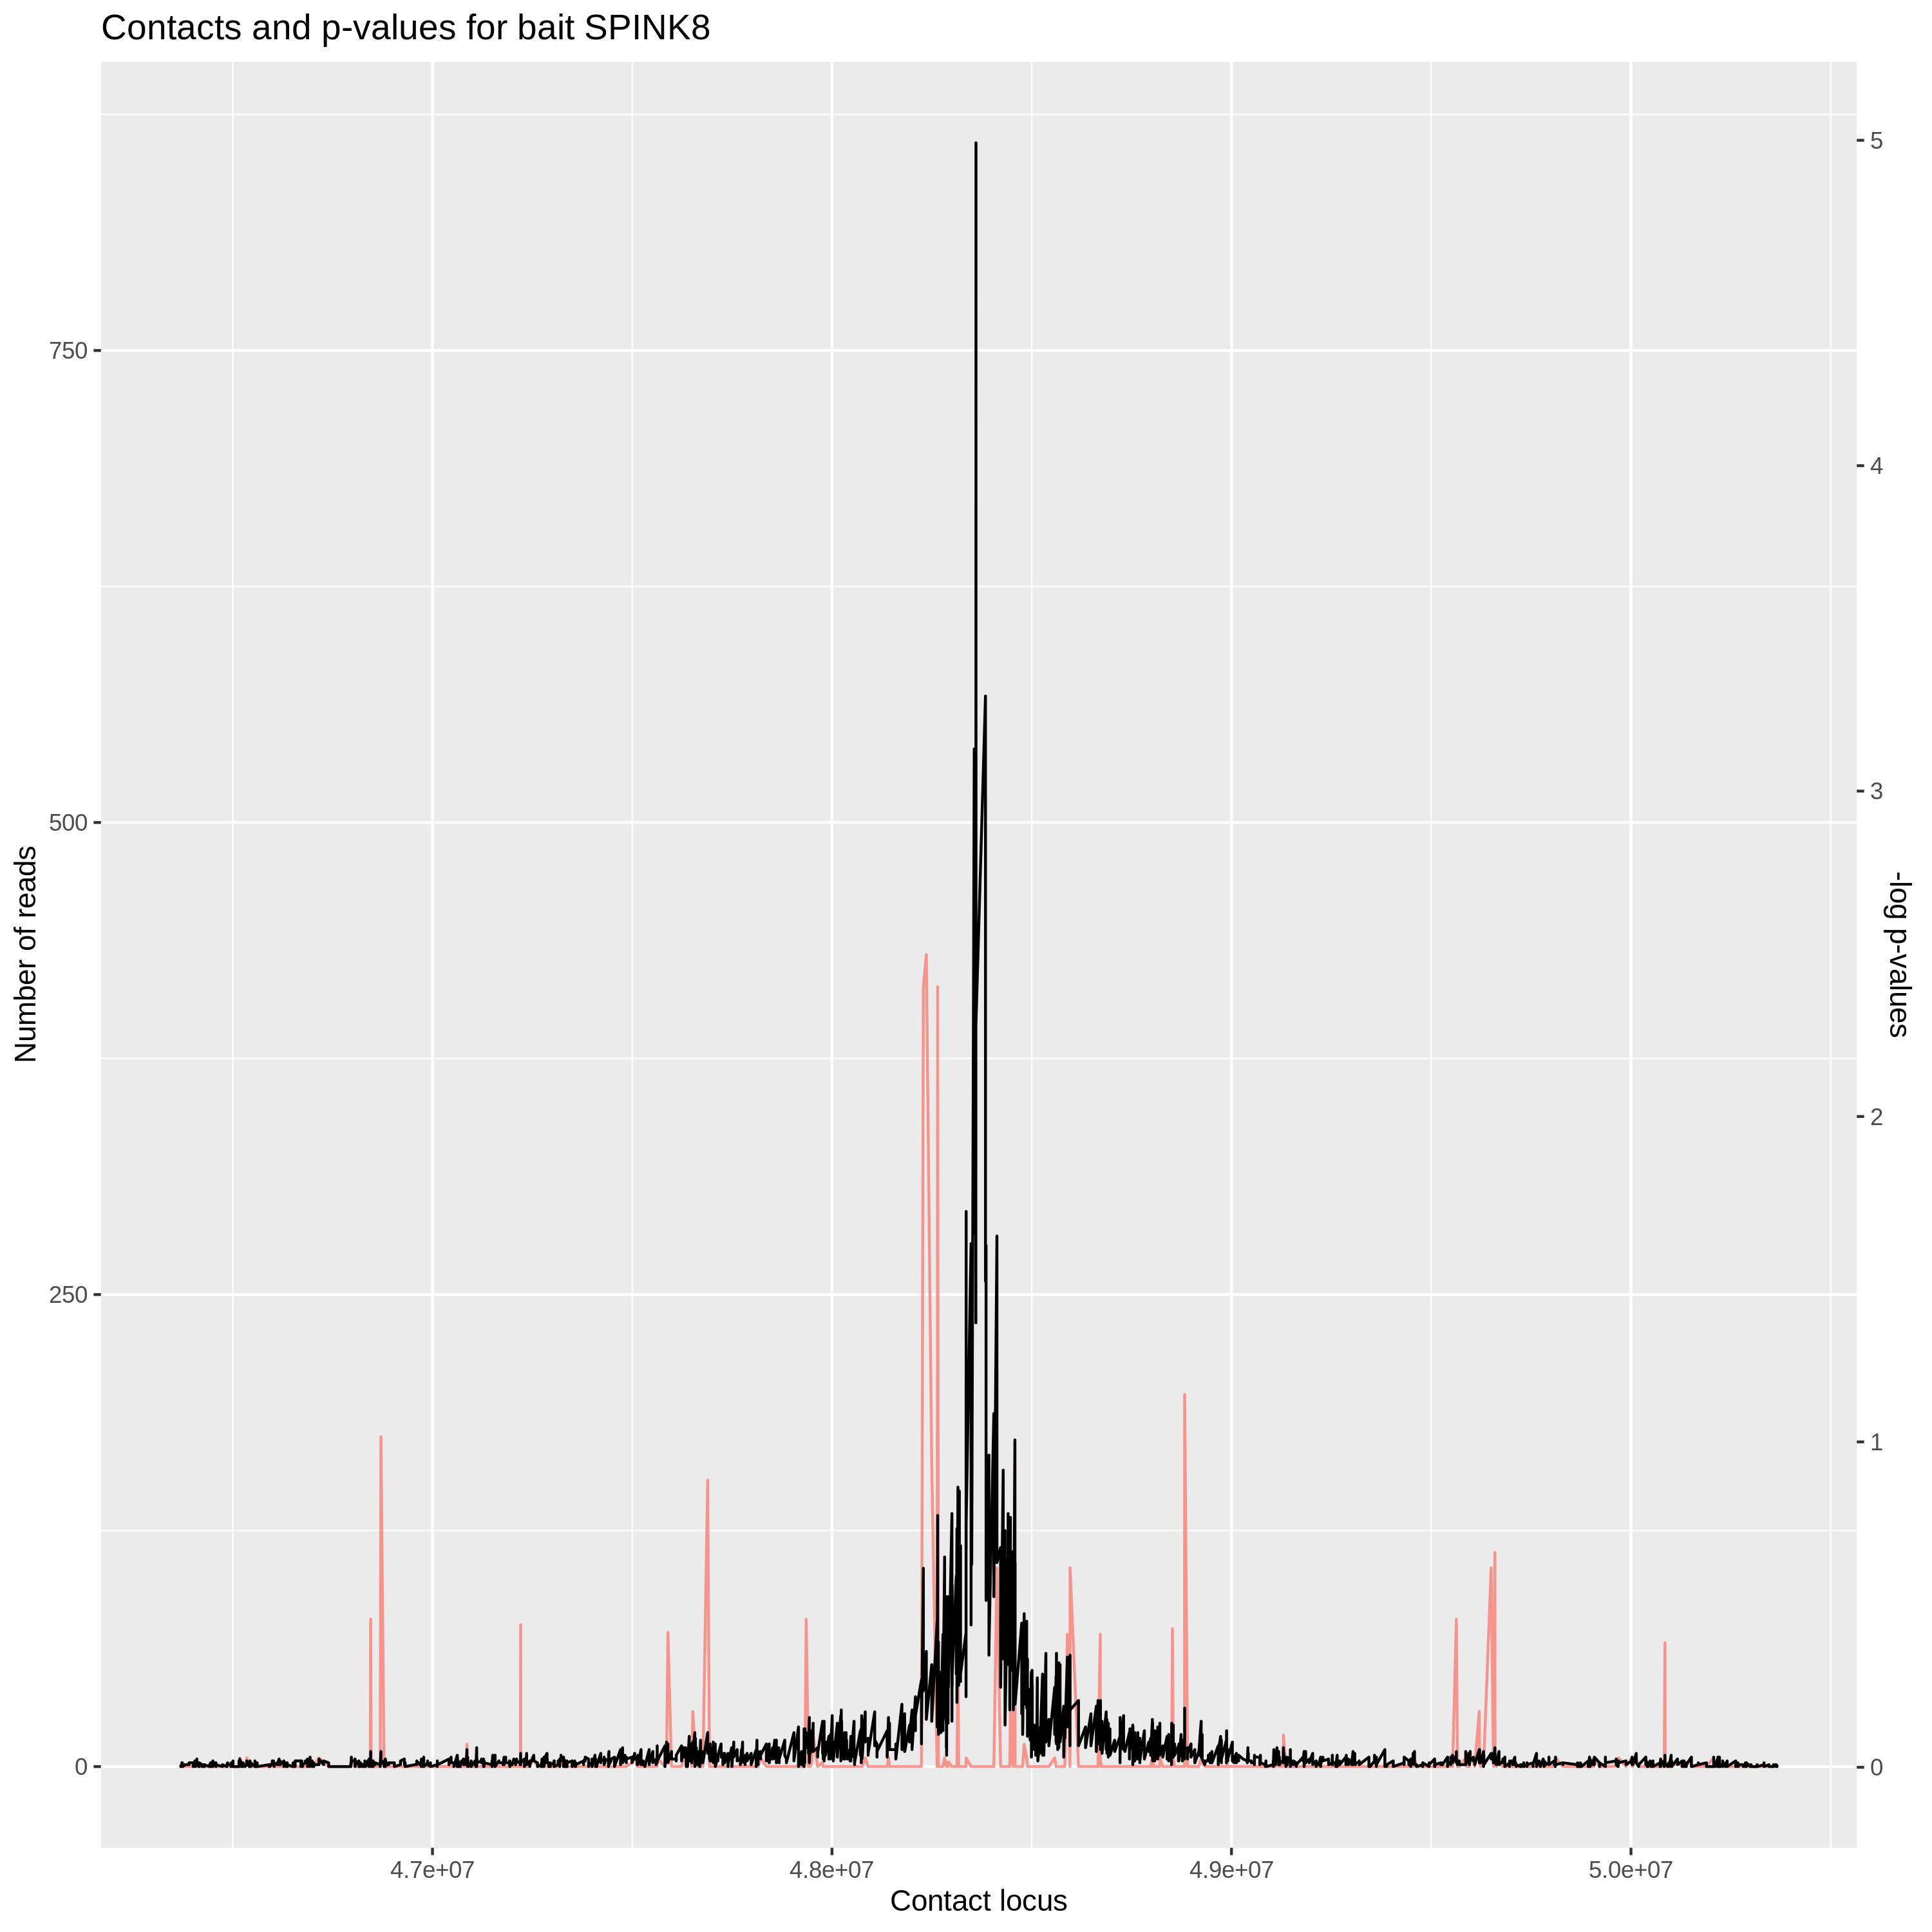 Contacts and p-values for bait SPINK8
Number of reads
750
500
250
0
5
4
3
2
1
0
-log p-values
4.7e+07
4.8e+07
4.9e+07
5.0e+07
Contact locus